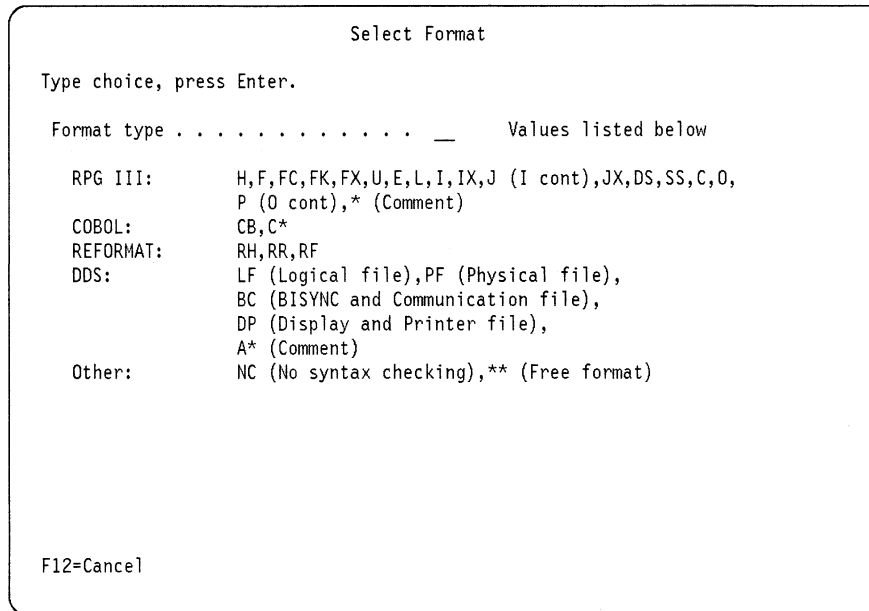 Select Format
Type choice, press Enter.
Format type . . . . . . . . . . . . . __ Values listed below
RPG III: H,F,FC,FK,FX,U,E,L,I,IX,J (I cont),JX,DS,SS,C,O,
P (O cont),* (Comment)
COBOL: CB,C*
REFORMAT: RH,RR,RF
DDS: LF (Logical file),PF (Physical file),
BC (BISYNC and Communication file),
DP (Display and Printer file),
A* (Comment)
Other: NC (No syntax checking),** (Free format)
F12=Cancel